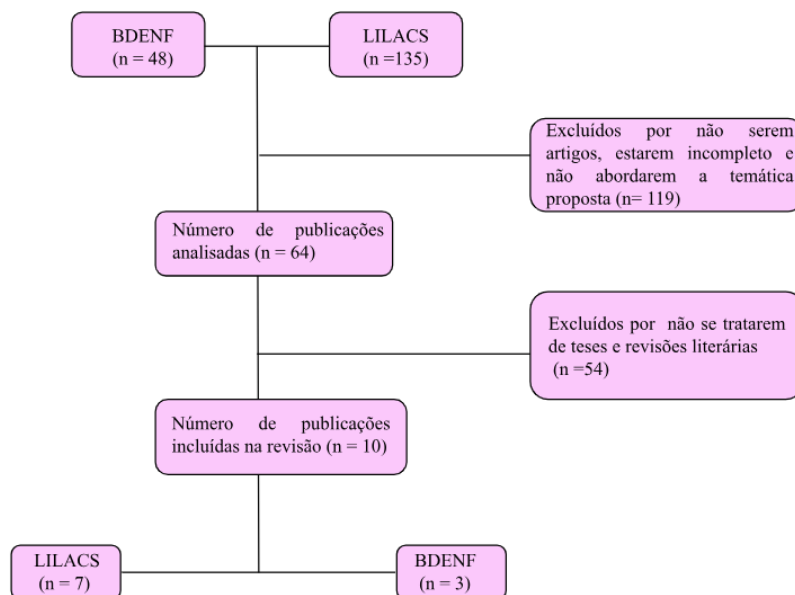 BDENF
(n = 48)
LILACS
(n =135)
Excluídos por não serem
artigos, estarem incompleto e
não abordarem a temática
proposta (n= 119)
Número de publicações
analisadas (n = 64)
Excluídos por não se tratarem
de teses e revisões literárias
(n =54)
Número de publicações
incluídas na revisão (n = 10)
LILACS
(n = 7)
BDENF
(n = 3)